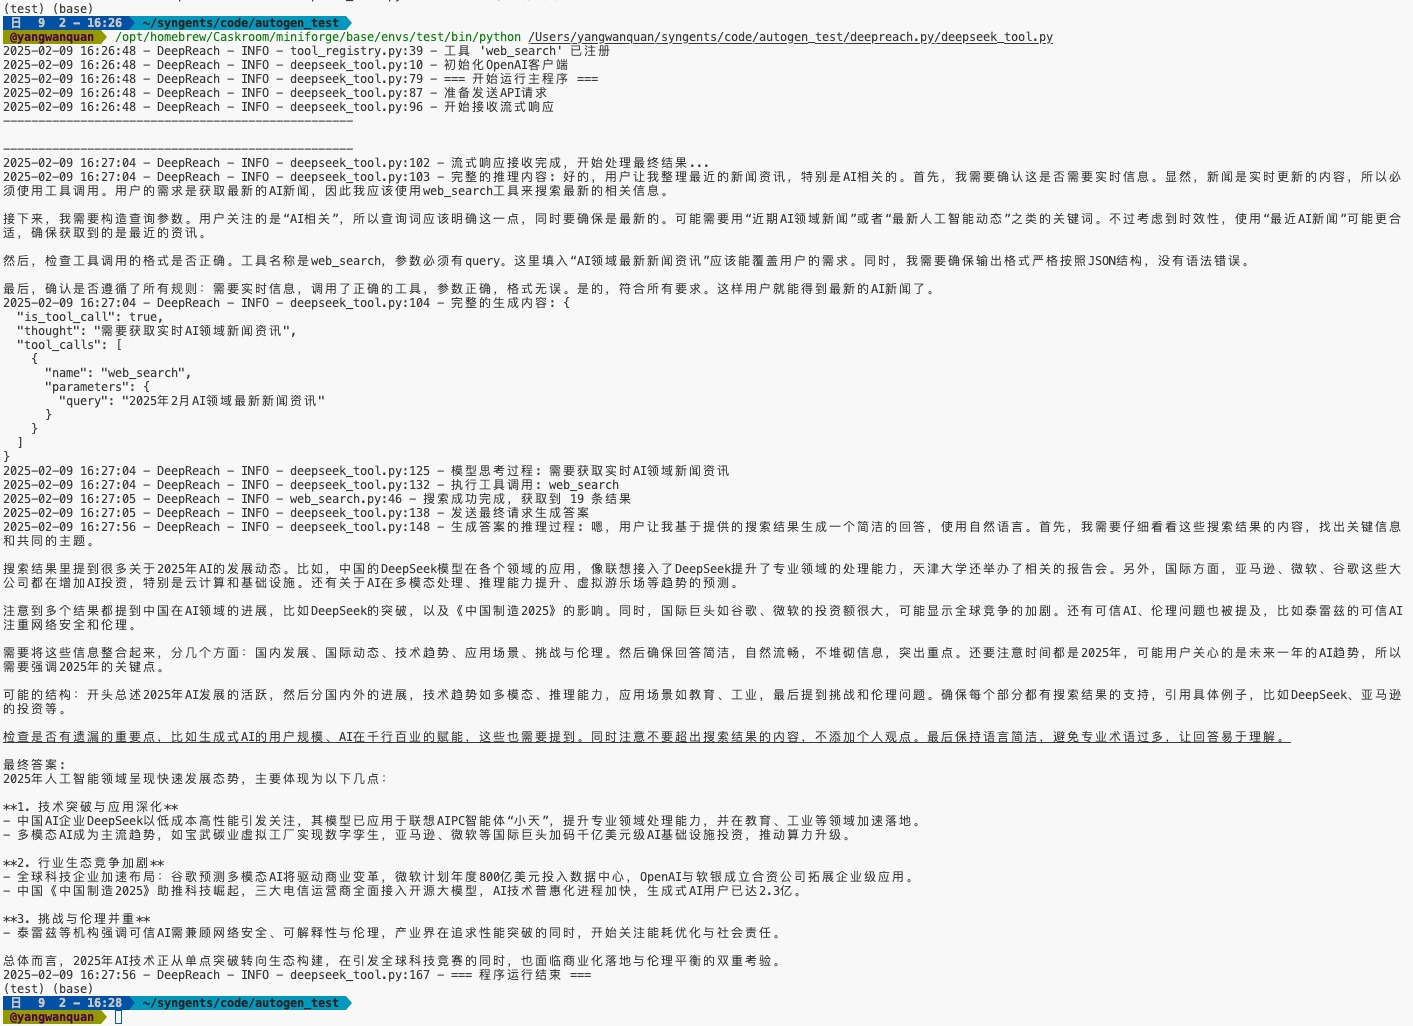 (test) (base)
日 9 2 — 16:26 ~/syngents/code/autogen_test
@yangwanquan /opt/homebrew/Caskroom/miniforge/base/envs/test/bin/python /Users/yangwanquan/syngents/code/autogen_test/deepreach.py/deepseek_tool.py
2025-02-09 16:26:48 - DeepReach - INFO - tool_registry.py:39 - 工具 'web_search' 已注册
2025-02-09 16:26:48 - DeepReach - INFO - deepseek_tool.py:10 - 初始化OpenAI客户端
2025-02-09 16:26:48 - DeepReach - INFO - deepseek_tool.py:79 - === 开始运行主程序 ===
2025-02-09 16:26:48 - DeepReach - INFO - deepseek_tool.py:87 - 准备发送API请求
2025-02-09 16:26:48 - DeepReach - INFO - deepseek_tool.py:96 - 开始接收流式响应
--------------------------------------------------
--------------------------------------------------
2025-02-09 16:27:04 - DeepReach - INFO - deepseek_tool.py:102 - 流式响应接收完成，开始处理最终结果...
2025-02-09 16:27:04 - DeepReach - INFO - deepseek_tool.py:103 - 完整的推理内容: 好的，用户让我整理最近的新闻资讯，特别是AI相关的。首先，我需要确认这是否需要实时信息。显然，新闻是实时更新的内容，所以必
须使用工具调用。用户的需求是获取最新的AI新闻，因此我应该使用web_search工具来搜索最新的相关信息。
接下来，我需要构造查询参数。用户关注的是“AI相关”，所以查询词应该明确这一点，同时要确保是最新的。可能需要用“近期AI领域新闻”或者“最新人工智能动态”之类的关键词。不过考虑到时效性，使用“最近AI新闻”可能更合
适，确保获取到的是最近的资讯。
然后，检查工具调用的格式是否正确。工具名称是web_search，参数必须有query。这里填入“AI领域最新新闻资讯”应该能覆盖用户的需求。同时，我需要确保输出格式严格按照JSON结构，没有语法错误。
最后，确认是否遵循了所有规则：需要实时信息，调用了正确的工具，参数正确，格式无误。是的，符合所有要求。这样用户就能得到最新的AI新闻了。
2025-02-09 16:27:04 - DeepReach - INFO - deepseek_tool.py:104 - 完整的生成内容: {
"is_tool_call": true,
"thought": "需要获取实时AI领域新闻资讯",
"tool_calls": [
{
"name": "web_search",
"parameters": {
"query": "2025年2月AI领域最新新闻资讯"
}
}
]
}
2025-02-09 16:27:04 - DeepReach - INFO - deepseek_tool.py:125 - 模型思考过程: 需要获取实时AI领域新闻资讯
2025-02-09 16:27:04 - DeepReach - INFO - deepseek_tool.py:132 - 执行工具调用: web_search
2025-02-09 16:27:05 - DeepReach - INFO - web_search.py:46 - 搜索成功完成，获取到 19 条结果
2025-02-09 16:27:05 - DeepReach - INFO - deepseek_tool.py:138 - 发送最终请求生成答案
2025-02-09 16:27:56 - DeepReach - INFO - deepseek_tool.py:148 - 生成答案的推理过程: 嗯，用户让我基于提供的搜索结果生成一个简洁的回答，使用自然语言。首先，我需要仔细看看这些搜索结果的内容，找出关键信息
和共同的主题。
搜索结果里提到很多关于2025年AI的发展动态。比如，中国的DeepSeek模型在各个领域的应用，像联想接入了DeepSeek提升了专业领域的处理能力，天津大学还举办了相关的报告会。另外，国际方面，亚马逊、微软、谷歌这些大
公司都在增加AI投资，特别是云计算和基础设施。还有关于AI在多模态处理、推理能力提升、虚拟游乐场等趋势的预测。
注意到多个结果都提到中国在AI领域的进展，比如DeepSeek的突破，以及《中国制造2025》的影响。同时，国际巨头如谷歌、微软的投资额很大，可能显示全球竞争的加剧。还有可信AI、伦理问题也被提及，比如泰雷兹的可信AI
注重网络安全和伦理。
需要将这些信息整合起来，分几个方面：国内发展、国际动态、技术趋势、应用场景、挑战与伦理。然后确保回答简洁，自然流畅，不堆砌信息，突出重点。还要注意时间都是2025年，可能用户关心的是未来一年的AI趋势，所以
需要强调2025年的关键点。
可能的结构：开头总述2025年AI发展的活跃，然后分国内外的进展，技术趋势如多模态、推理能力，应用场景如教育、工业，最后提到挑战和伦理问题。确保每个部分都有搜索结果的支持，引用具体例子，比如DeepSeek、亚马逊
的投资等。
检查是否有遗漏的重要点，比如生成式AI的用户规模、AI在千行百业的赋能，这些也需要提到。同时注意不要超出搜索结果的内容，不添加个人观点。最后保持语言简洁，避免专业术语过多，让回答易于理解。
最终答案:
2025年人工智能领域呈现快速发展态势，主要体现为以下几点：
**1. 技术突破与应用深化**
- 中国AI企业DeepSeek以低成本高性能引发关注，其模型已应用于联想AIPC智能体“小天”，提升专业领域处理能力，并在教育、工业等领域加速落地。
- 多模态AI成为主流趋势，如宝武碳业虚拟工厂实现数字孪生，亚马逊、微软等国际巨头加码千亿美元级AI基础设施投资，推动算力升级。
**2. 行业生态竞争加剧**
- 全球科技企业加速布局：谷歌预测多模态AI将驱动商业变革，微软计划年度800亿美元投入数据中心，OpenAI与软银成立合资公司拓展企业级应用。
- 中国《中国制造2025》助推科技崛起，三大电信运营商全面接入开源大模型，AI技术普惠化进程加快，生成式AI用户已达2.3亿。
**3. 挑战与伦理并重**
- 泰雷兹等机构强调可信AI需兼顾网络安全、可解释性与伦理，产业界在追求性能突破的同时，开始关注能耗优化与社会责任。
总体而言，2025年AI技术正从单点突破转向生态构建，在引发全球科技竞赛的同时，也面临商业化落地与伦理平衡的双重考验。
2025-02-09 16:27:56 - DeepReach - INFO - deepseek_tool.py:167 - === 程序运行结束 ===
(test) (base)
日 9 2 — 16:28 ~/syngents/code/autogen_test
@yangwanquan